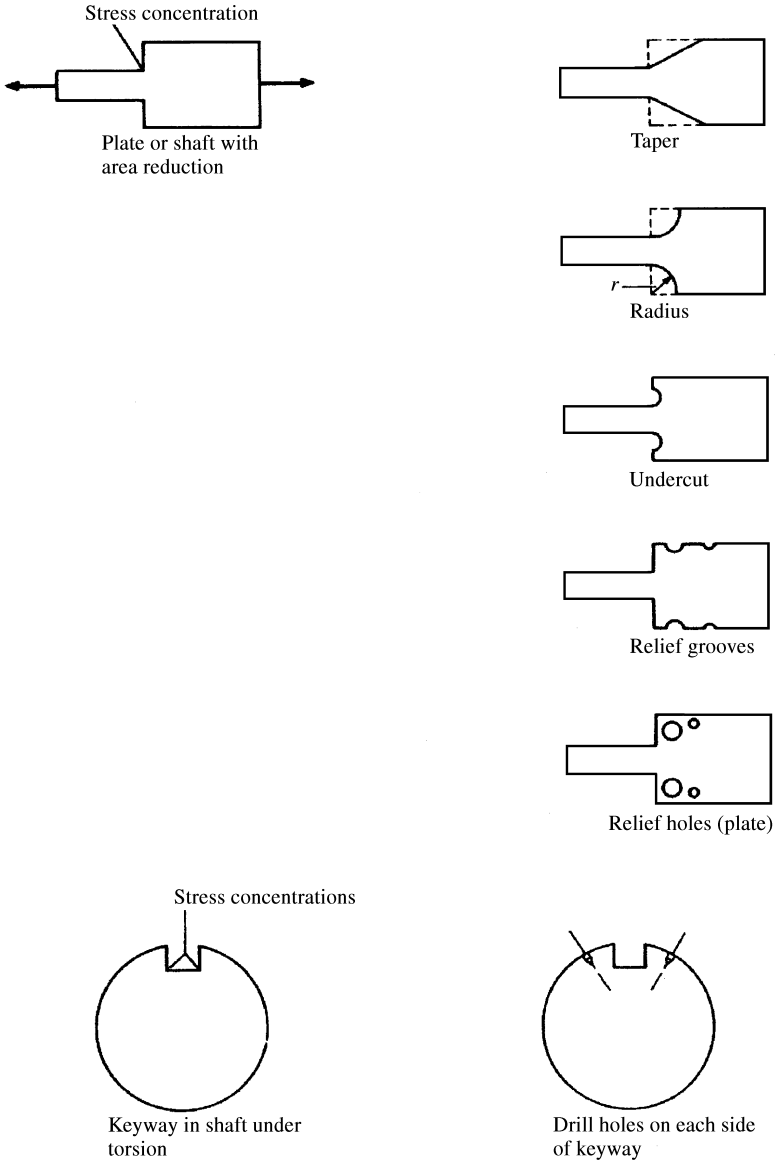 Stress concentration
Plate or shaft with
area reduction
Taper
r
Radius
Undercut
Relief grooves
Relief holes (plate)
Stress concentrations
Keyway in shaft under
torsion
Drill holes on each side
of keyway